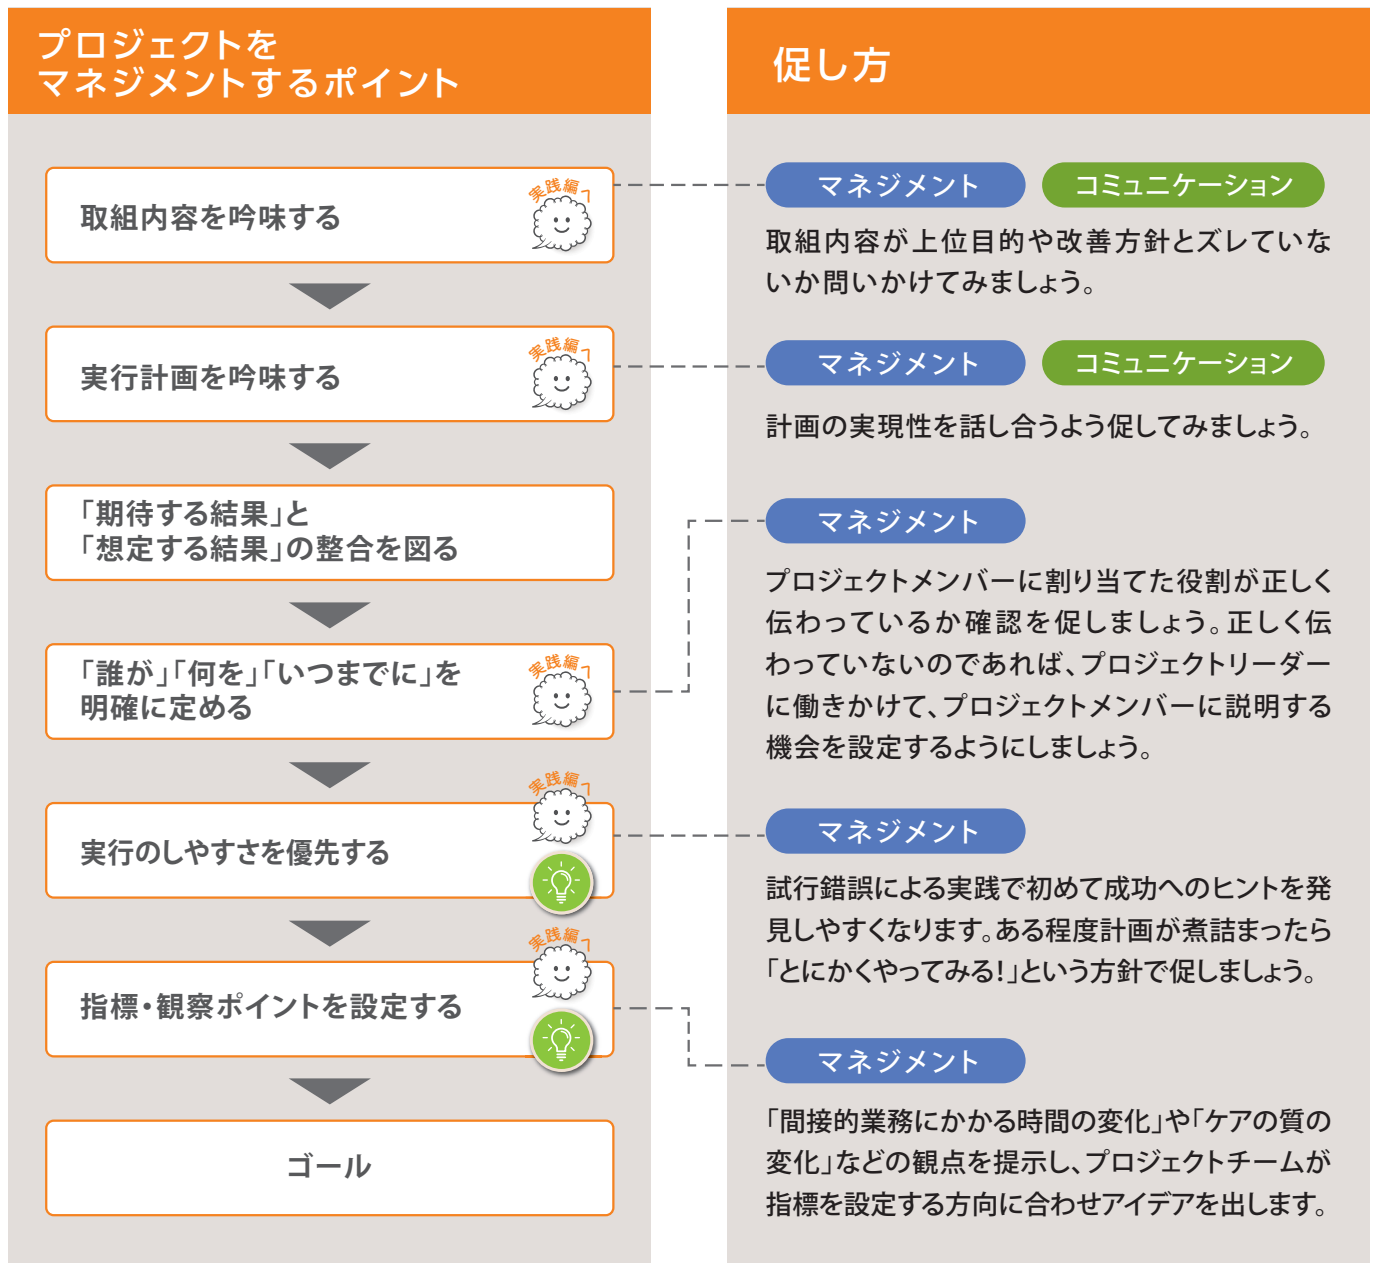 プロジェクトを
マネジメントするポイント
取組内容を吟味する
実践編へ
実行計画を吟味する
実践編へ
「期待する結果」と
「想定する結果」の整合を図る
「誰が」「何を」「いつまでに」を
明確に定める
実践編へ
実行のしやすさを優先する
実践編へ
指標・観察ポイントを設定する
実践編へ
ゴール
促し方
マネジメント
コミュニケーション
取組内容が上位目的や改善方針とズレていな
いか問いかけてみましょう。
マネジメント
コミュニケーション
計画の実現性を話し合うよう促してみましょう。
マネジメント
プロジェクトメンバーに割り当てた役割が正しく
伝わっているか確認を促しましょう。正しく伝
わっていないのであれば、プロジェクトリーダー
に働きかけて、プロジェクトメンバーに説明する
機会を設定するようにしましょう。
マネジメント
試行錯誤による実践で初めて成功へのヒントを発
見しやすくなります。ある程度計画が煮詰まったら
「とにかくやってみる!」という方針で促しましょう。
マネジメント
「間接的業務にかかる時間の変化」や「ケアの質の
変化」などの観点を提示し、プロジェクトチームが
指標を設定する方向に合わせアイデアを出します。